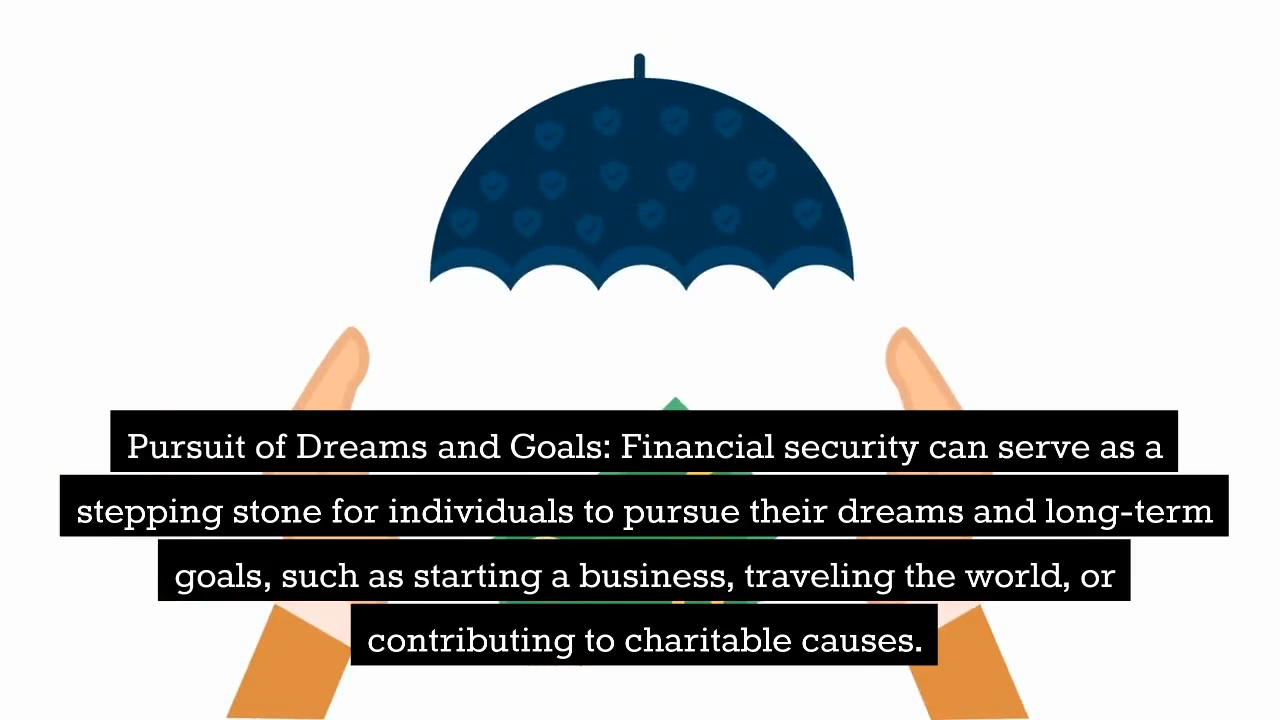 Pursuit of Dreams and Goals: Financial security can serve as a
stepping stone for individuals to pursue their dreams and long-term
goals, such as starting a business, traveling the world, or
contributing to charitable causes.